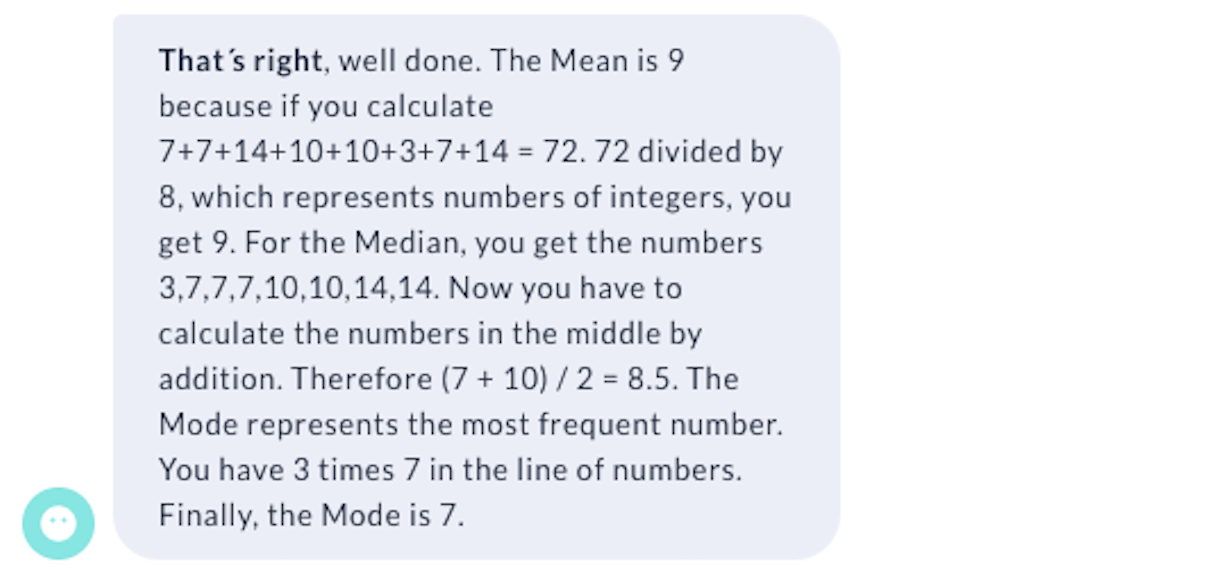 That´s right, well done. The Mean is 9
because if you calculate
7+7+14+10+10+3+7+14 = 72. 72 divided by
8, which represents numbers of integers, you
get 9. For the Median, you get the numbers
3,7,7,7,10,10,14,14. Now you have to
calculate the numbers in the middle by
addition. Therefore (7 + 10) / 2 = 8.5. The
Mode represents the most frequent number.
You have 3 times 7 in the line of numbers.
Finally, the Mode is 7.